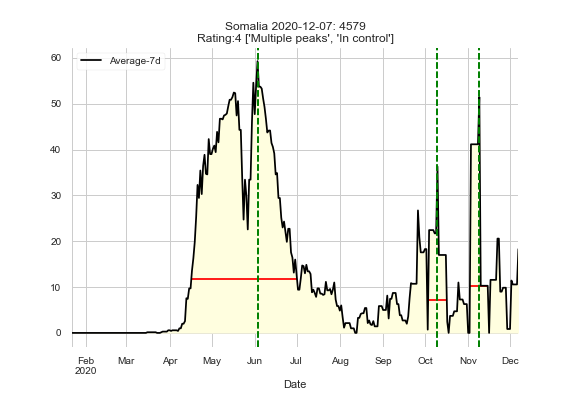 Somalia 2020-12-07: 4579
Rating:4 ['Multiple peaks', 'In control']
Average-7d
60
50
40
30
20
10
0
Feb Mar Apr May Jun Jul Aug Sep Oct Nov Dec
2020
Date